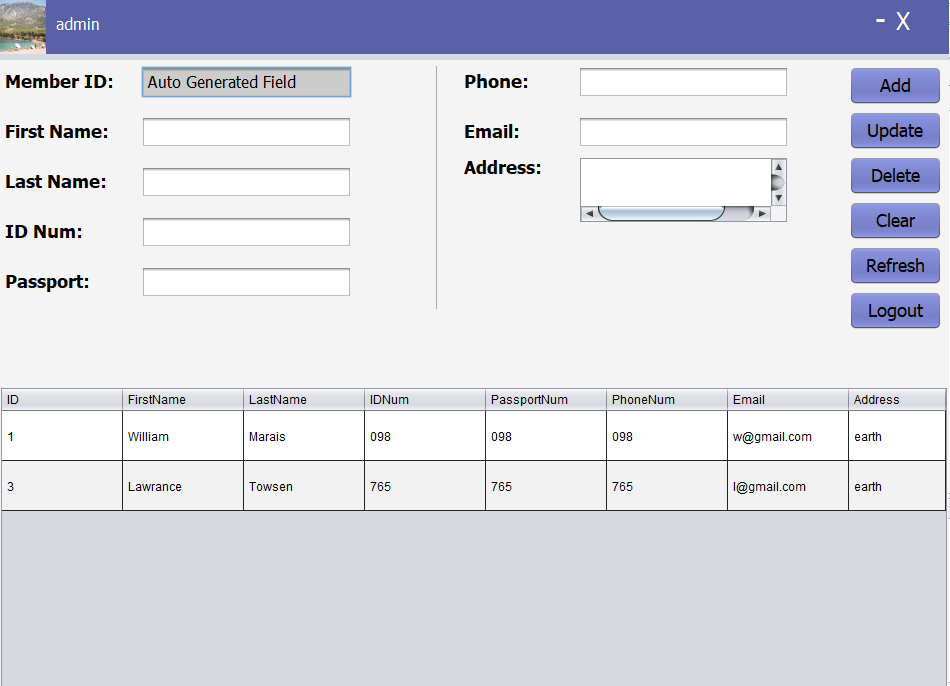 admin - X
Member ID: Auto Generated Field
First Name:
Last Name:
ID Num:
Passport:
Phone:
Email:
Address:
Add
Update
Delete
Clear
Refresh
Logout
ID FirstName LastName IDNum PassportNum PhoneNum Email Address
1 William Marais 098 098 098 w@gmail.com earth
3 Lawrance Towsen 765 765 765 l@gmail.com earth